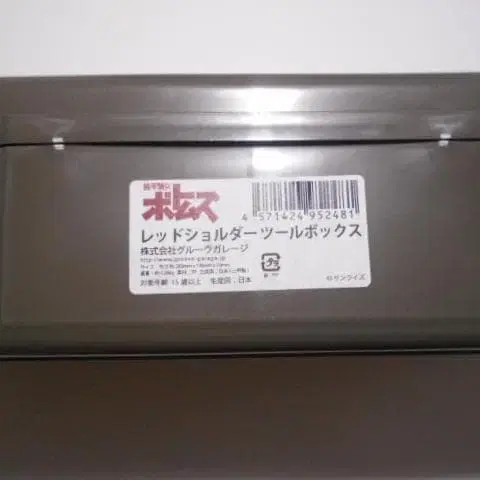 装甲騎兵
ボトムズ
4 571424 952481
レッドショルダーツールボックス
株式会社グルーヴガレージ
対象年齢：15歳以上 生産国：日本
プラ
©サンライズ